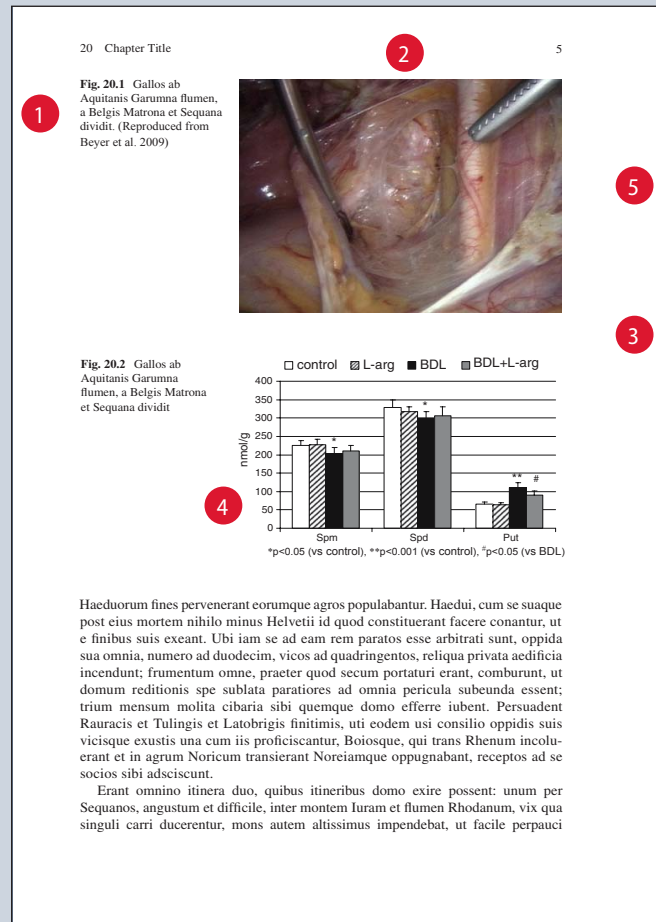 20 Chapter Title 5
2
1
Fig. 20.1 Gallos ab
Aquitanis Garumna flumen,
a Belgis Matrona et Sequana
dividit. (Reproduced from
Beyer et al. 2009)
5
3
Fig. 20.2 Gallos ab
Aquitanis Garumna
flumen, a Belgis Matrona
et Sequana dividit
control L-arg BDL BDL+L-arg
400
350
300
250
200
150
100
50
0
nmol/g
*
*
**
#
4
Spm Spd Put
*p<0.05 (vs control), **p<0.001 (vs control), #p<0.05 (vs BDL)
Haeduorum fines pervenerant eorumque agros populabantur. Haedui, cum se suaque
post eius mortem nihilo minus Helvetii id quod constituerant facere conantur, ut
e finibus suis exeant. Ubi iam se ad eam rem paratos esse arbitrati sunt, oppida
sua omnia, numero ad duodecim, vicos ad quadringentos, reliqua privata aedificia
incendunt; frumentum omne, praeter quod secum portaturi erant, comburunt, ut
domum reditionis spe sublata paratiores ad omnia pericula subeunda essent;
trium mensum molita cibaria sibi quemque domo efferre iubent. Persuadent
Rauracis et Tulingis et Latobrigis finitimis, uti eodem usi consilio oppidis suis
vicisque exustis una cum iis proficiscantur, Boiosque, qui trans Rhenum incolu-
erant et in agrum Noricum transierant Noreiamque oppugnabant, receptos ad se
socios sibi adsciscunt.
Erant omnino itinera duo, quibus itineribus domo exire possent: unum per
Sequanos, angustum et difficile, inter montem Iuram et flumen Rhodanum, vix qua
singuli carri ducerentur, mons autem altissimus impendebat, ut facile perpauci